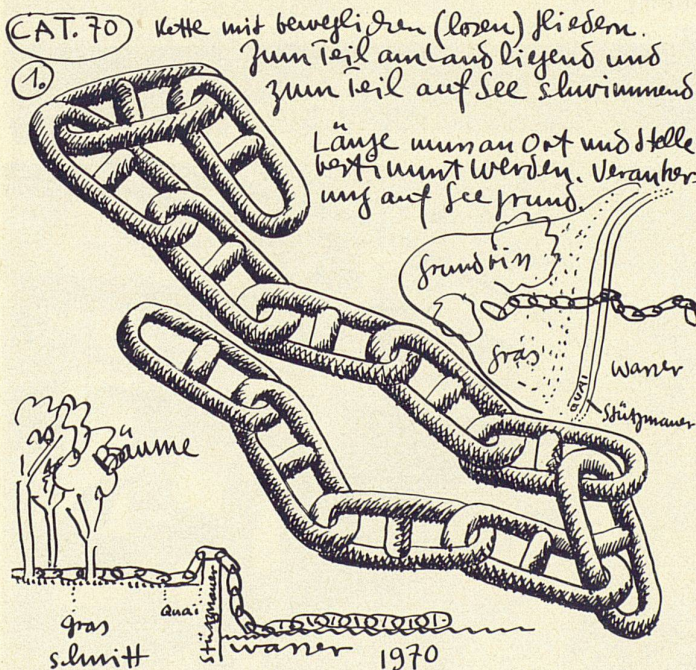 CAT. 70 Kette mit beweglichen (losen) Gliedern.
1. Zum Teil am Land liegend und
zum Teil auf See schwimmend
Länge muss an Ort und Stelle
bestimmt werden. Veranker-
ung auf Seegrund.
Grundriss
Gras
Wasser
QUAI
Stützmauer
Bäume
Gras
Quai
Stützmauer
Wasser
Schnitt
1970